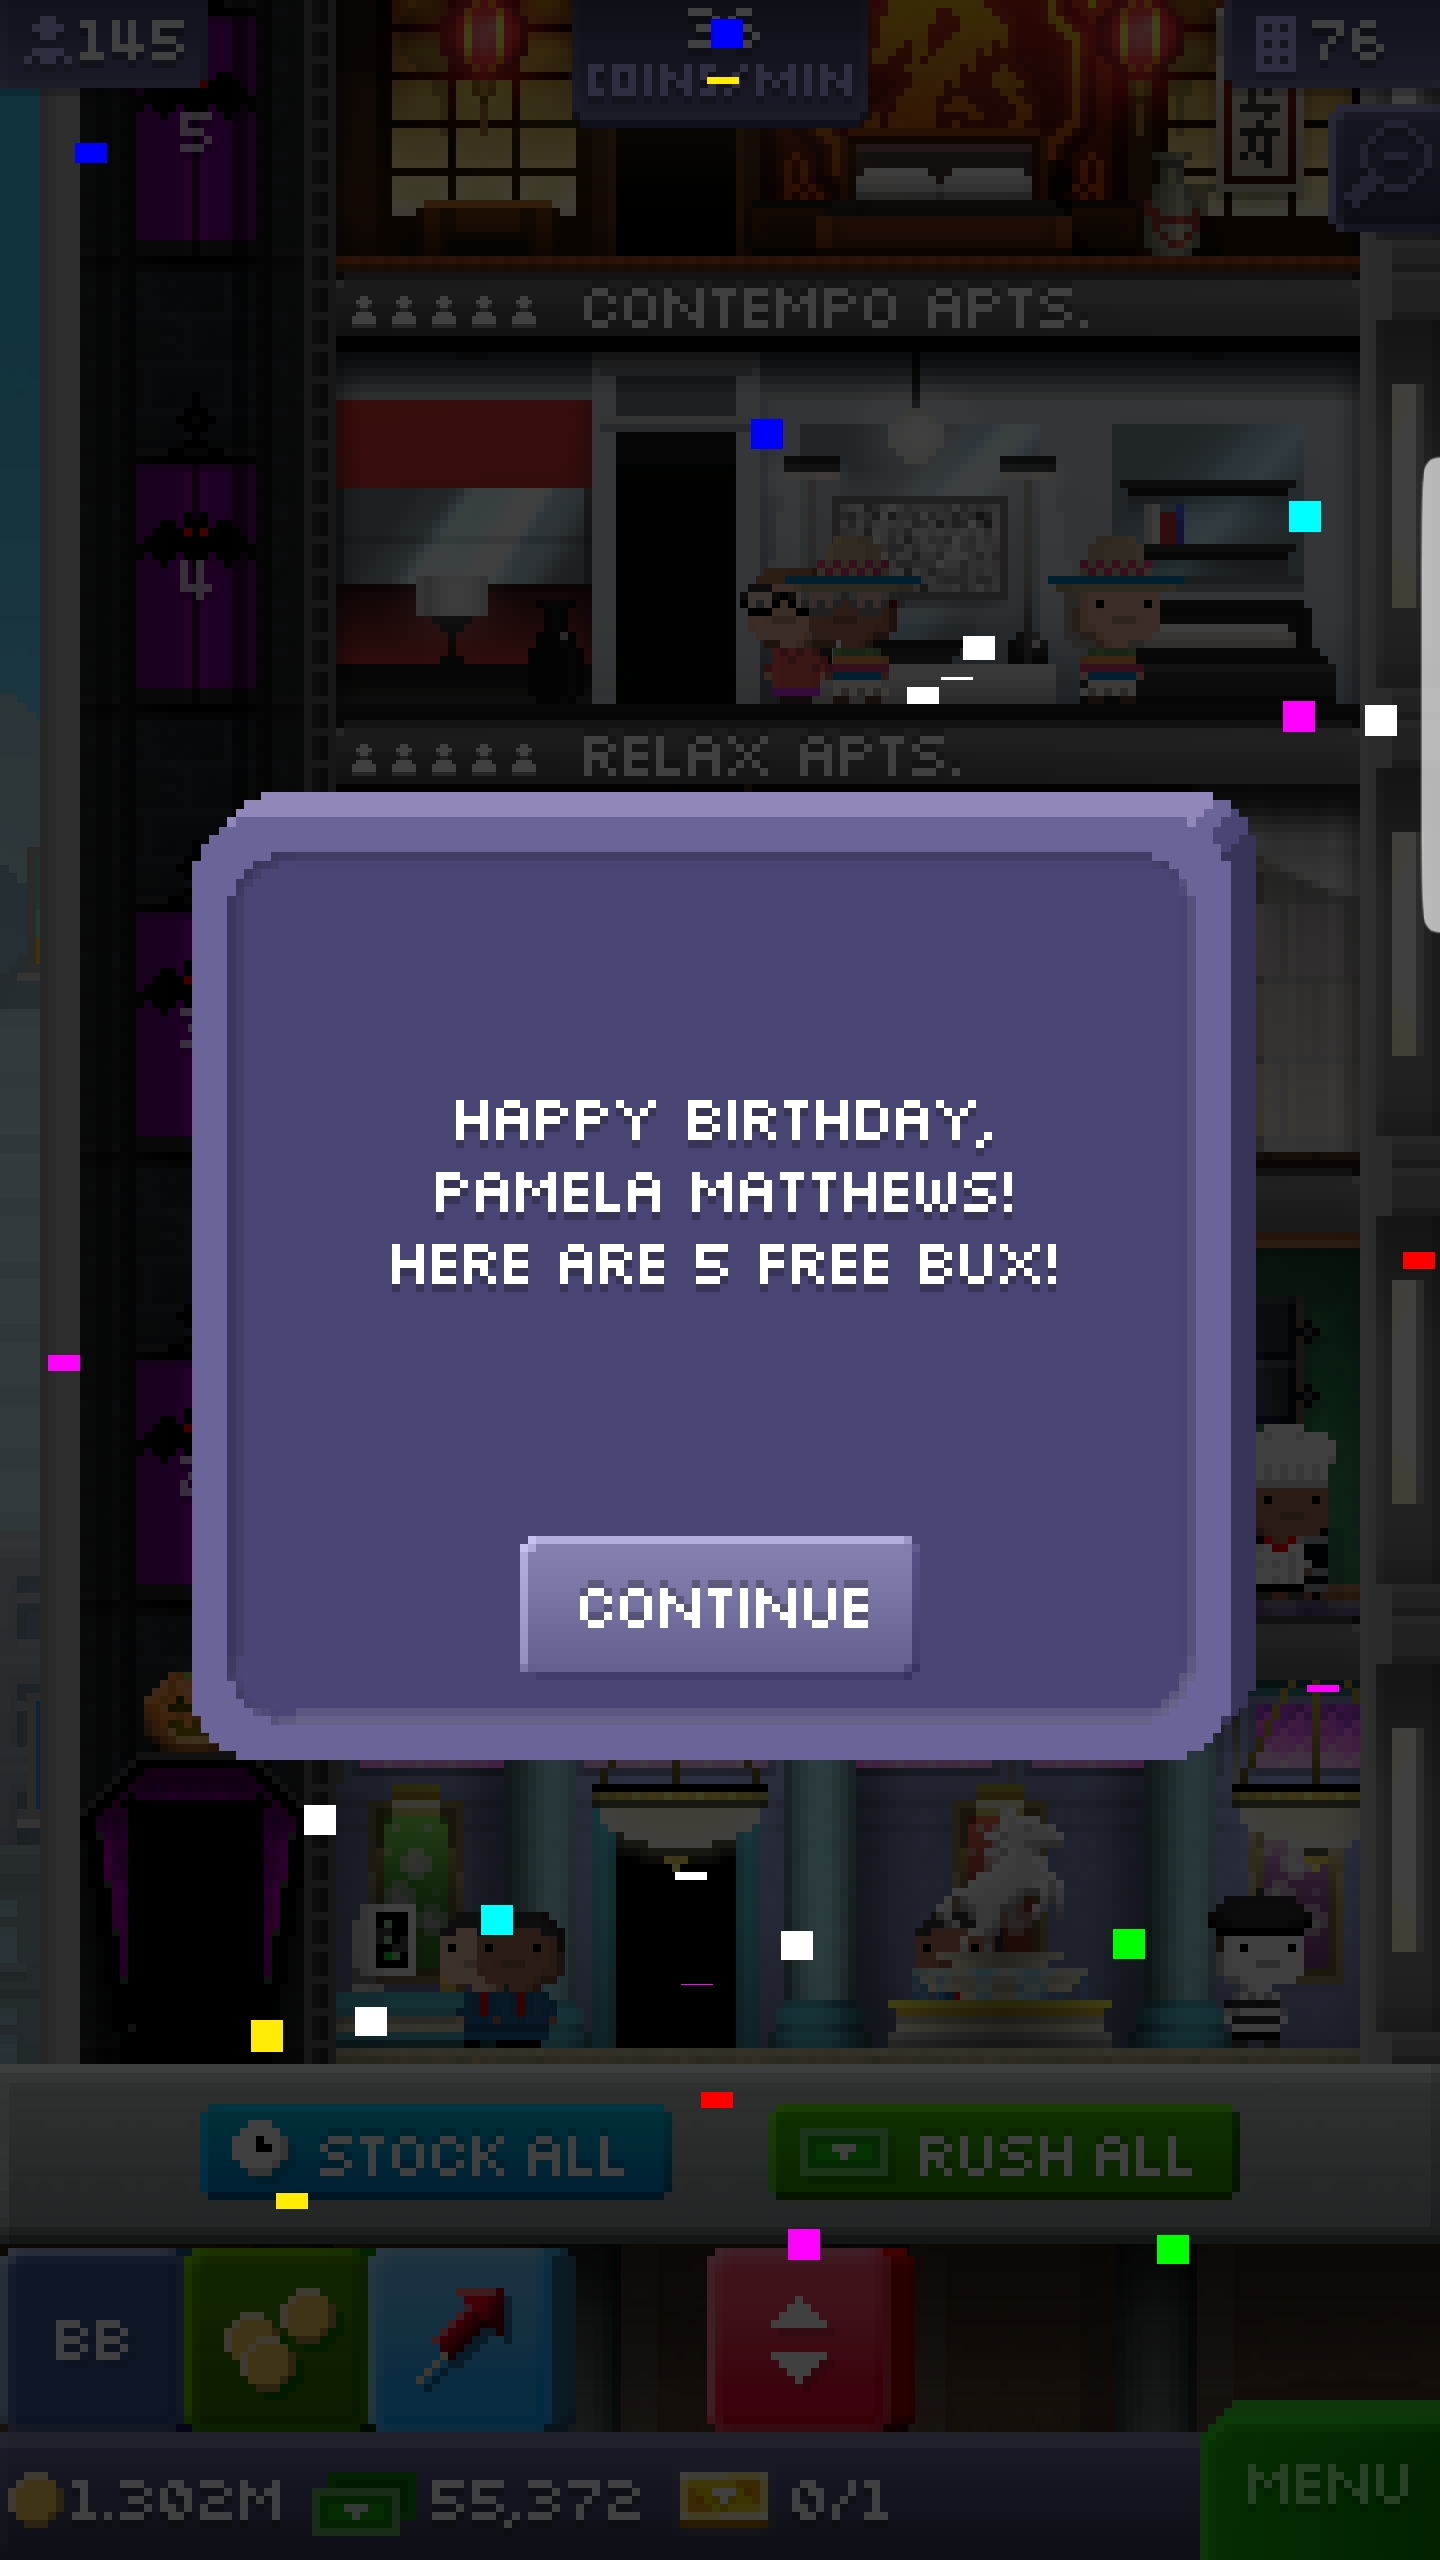 145
COINS/MIN
76
5
CONTEMPO APTS.
4
RELAX APTS.
HAPPY BIRTHDAY,
PAMELA MATTHEWS!
HERE ARE 5 FREE BUX!
CONTINUE
STOCK ALL
RUSH ALL
BB
1.302M
55,372
0/1
MENU